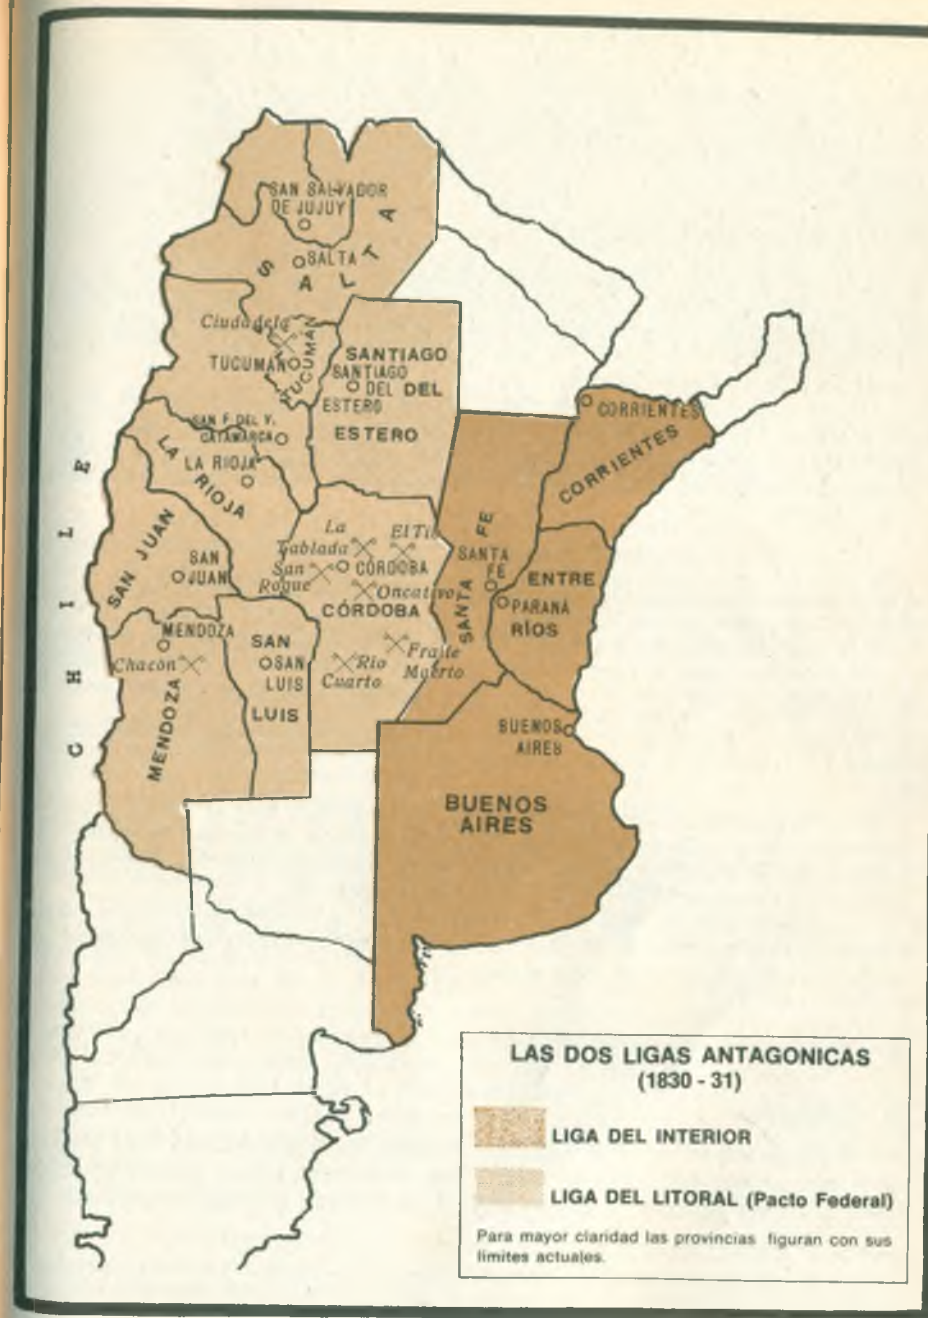 SAN SALVADOR
DE JUJUY
SALTA
SALTA
Ciudadela
TUCUMÁN
TUCUMÁN
SANTIAGO
DEL
ESTERO
SANTIAGO
DEL
ESTERO
SAN F. DEL V.
CATAMARCA
LA RIOJA
LA
RIOJA
CORRIENTES
CORRIENTES
CHILE
SAN JUAN
SAN
JUAN
La
Tablada
El Tío
San
Roque
CÓRDOBA
Oncativo
CÓRDOBA
SANTA FE
SANTA
FE
ENTRE
RÍOS
PARANÁ
MENDOZA
Chacón
MENDOZA
SAN
LUIS
SAN
LUIS
Río
Cuarto
Fraile
Muerto
BUENOS
AIRES
BUENOS
AIRES
LAS DOS LIGAS ANTAGONICAS
(1830 - 31)
LIGA DEL INTERIOR
LIGA DEL LITORAL (Pacto Federal)
Para mayor claridad las provincias figuran con sus
límites actuales.